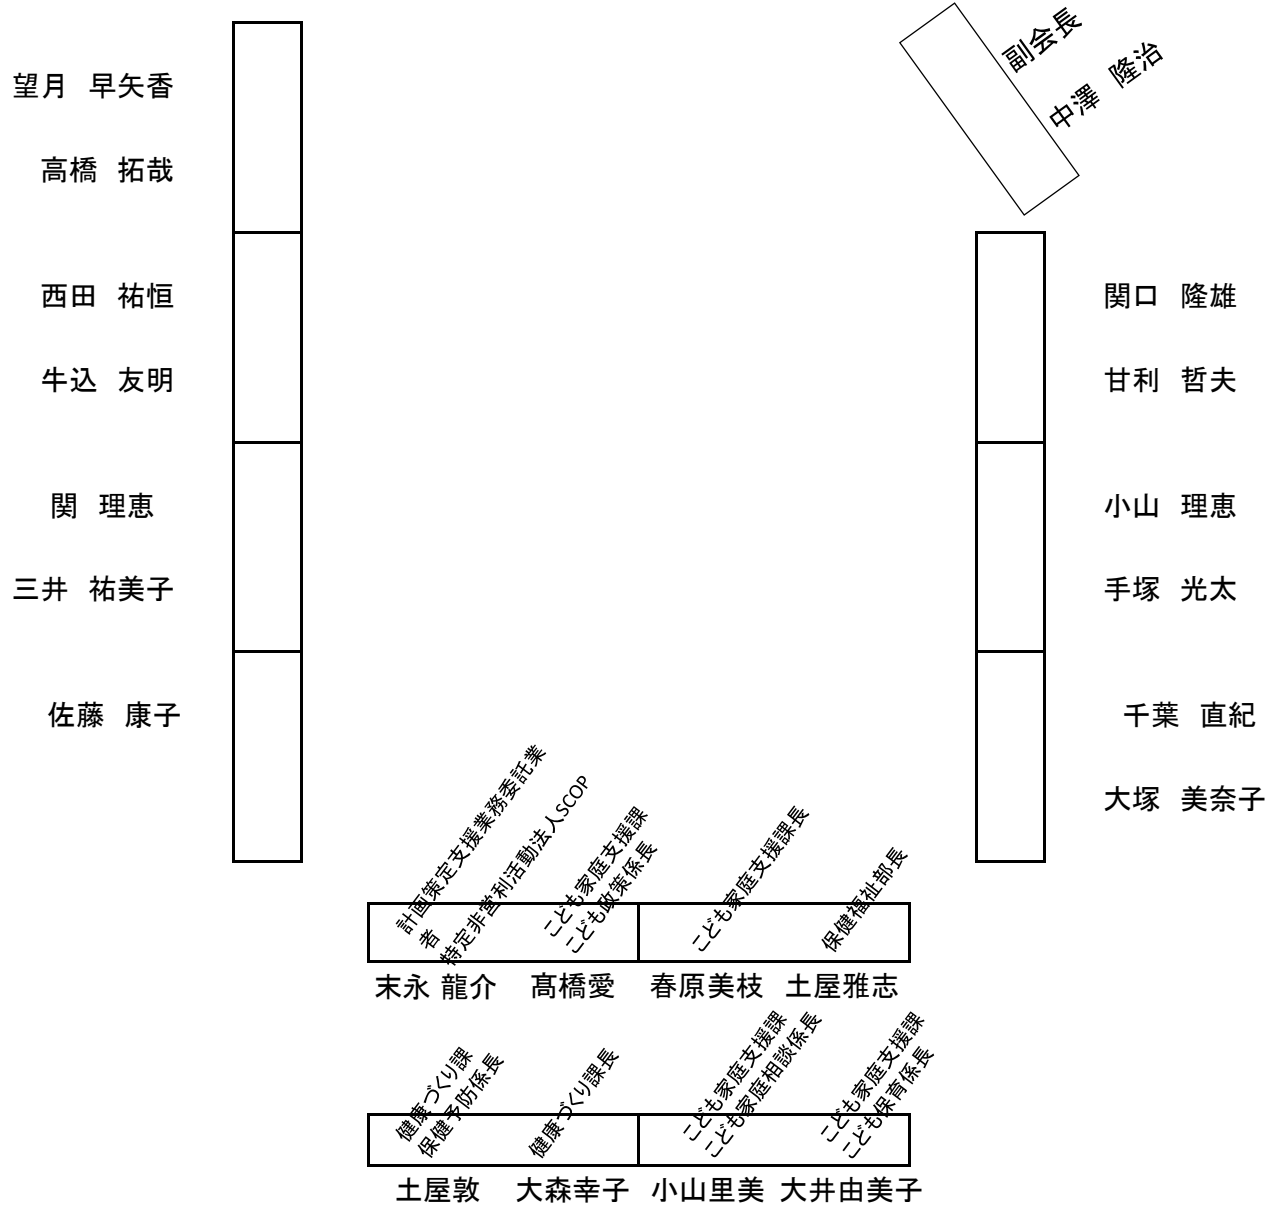 副会長
中澤 隆治
望月 早矢香
高橋 拓哉
西田 祐恒
牛込 友明
関 理恵
三井 祐美子
佐藤 康子
関口 隆雄
甘利 哲夫
小山 理恵
手塚 光太
千葉 直紀
大塚 美奈子
計画策定支援業務委託業
者
特定非営利活動法人SCOP
末永 龍介
こども家庭支援課
こども政策係長
髙橋愛
こども家庭支援課長
春原美枝
保健福祉部長
土屋雅志
健康づくり課
保健予防係長
土屋敦
健康づくり課長
大森幸子
こども家庭支援課
こども家庭相談係長
小山里美
こども家庭支援課
こども保育係長
大井由美子